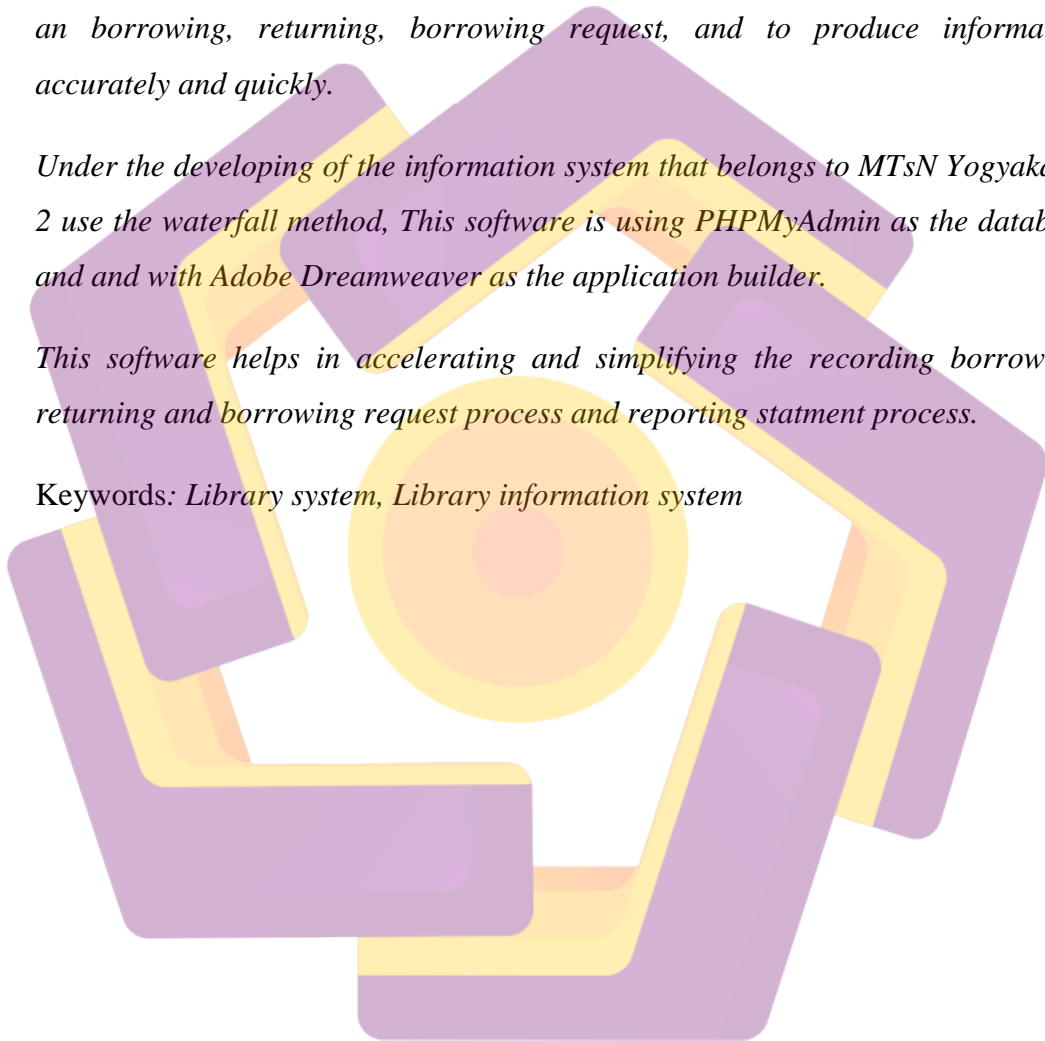 an borrowing, returning, borrowing request, and to produce informa
accurately and quickly.
Under the developing of the information system that belongs to MTsN Yogyaka
2 use the waterfall method, This software is using PHPMyAdmin as the datab
and and with Adobe Dreamweaver as the application builder.
This software helps in accelerating and simplifying the recording borrow
returning and borrowing request process and reporting statment process.
Keywords: Library system, Library information system